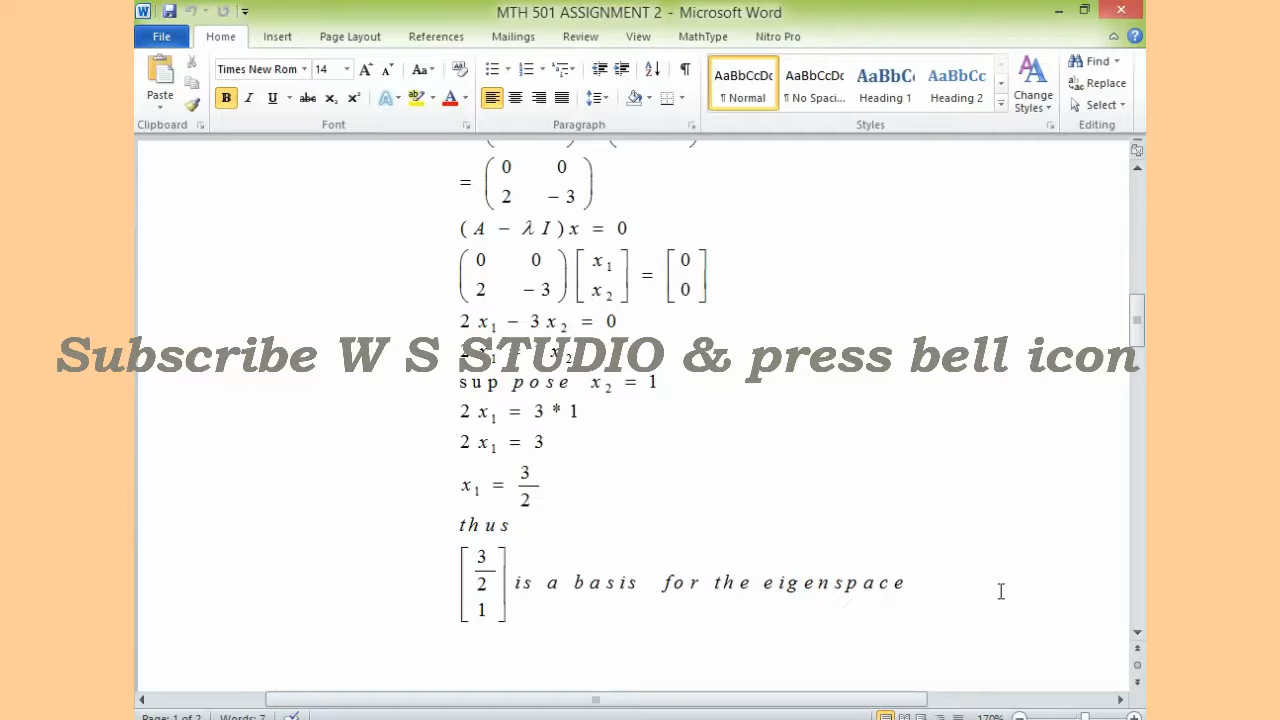 MTH 501 ASSIGNMENT 2 - Microsoft Word
File Home Insert Page Layout References Mailings Review View MathType Nitro Pro
Paste
Times New Rom 14
AaBbCcDc AaBbCcDc AaBbCc AaBbCc
¶ Normal ¶ No Spaci... Heading 1 Heading 2
Change Styles
Find
Replace
Select
Clipboard Font Paragraph Styles Editing
= ( 0 0
2 − 3 )
( A − λ I ) x = 0
( 0 0
2 − 3 ) [ x₁
x₂ ] = [ 0
0 ]
2 x₁ − 3 x₂ = 0
Subscribe W S STUDIO & press bell icon
sup pose x₂ = 1
2 x₁ = 3 * 1
2 x₁ = 3
x₁ = 3/2
thus
[ 3/2
1 ] is a basis for the eigenspace
Page: 1 of 2 Words: 7 170%